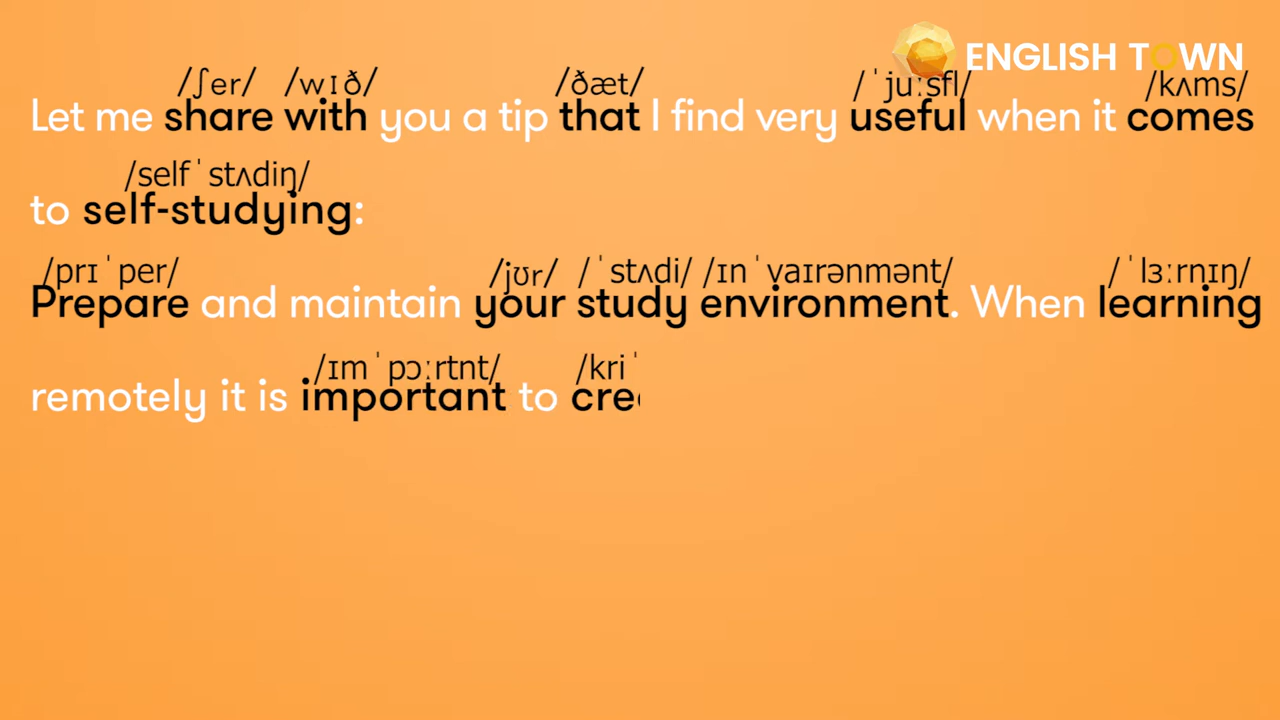 ENGLISH TOWN
/ʃer/ /wɪð/ /ðæt/ /ˈjuːsfl/ /kʌms/
Let me share with you a tip that I find very useful when it comes
/selfˈstʌdiŋ/
to self-studying:
/prɪˈper/ /jʊr/ /ˈstʌdi/ /ɪnˈvaɪrənmənt/ /ˈlɜːrnɪŋ/
Prepare and maintain your study environment. When learning
/ɪmˈpɔːrtnt/ /kriˈ
remotely it is important to cre